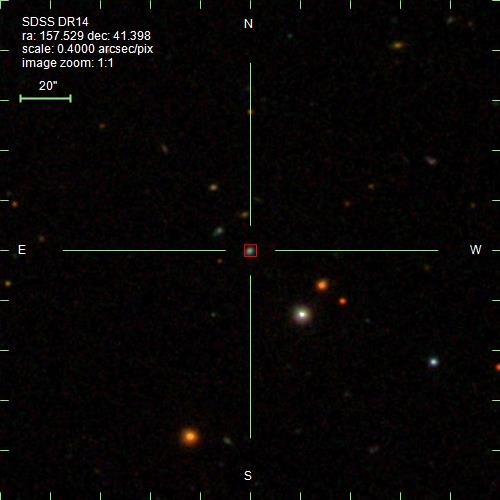 SDSS DR14
ra: 157.529 dec: 41.398
scale: 0.4000 arcsec/pix
image zoom: 1:1
20"
N
E
W
S